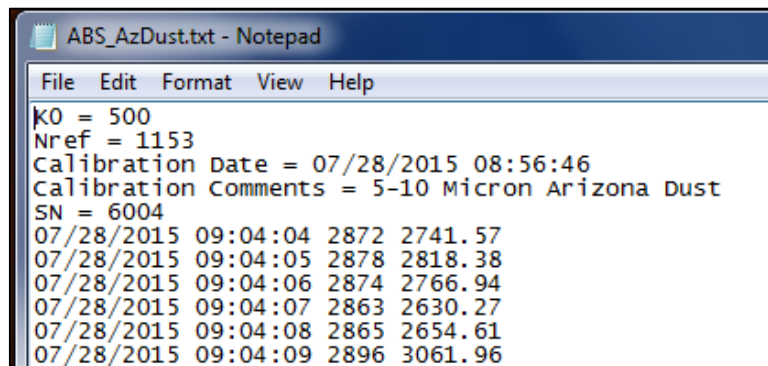 ABS_AzDust.txt - Notepad
File Edit Format View Help
K0 = 500
Nref = 1153
Calibration Date = 07/28/2015 08:56:46
Calibration Comments = 5-10 Micron Arizona Dust
SN = 6004
07/28/2015 09:04:04 2872 2741.57
07/28/2015 09:04:05 2878 2818.38
07/28/2015 09:04:06 2874 2766.94
07/28/2015 09:04:07 2863 2630.27
07/28/2015 09:04:08 2865 2654.61
07/28/2015 09:04:09 2896 3061.96